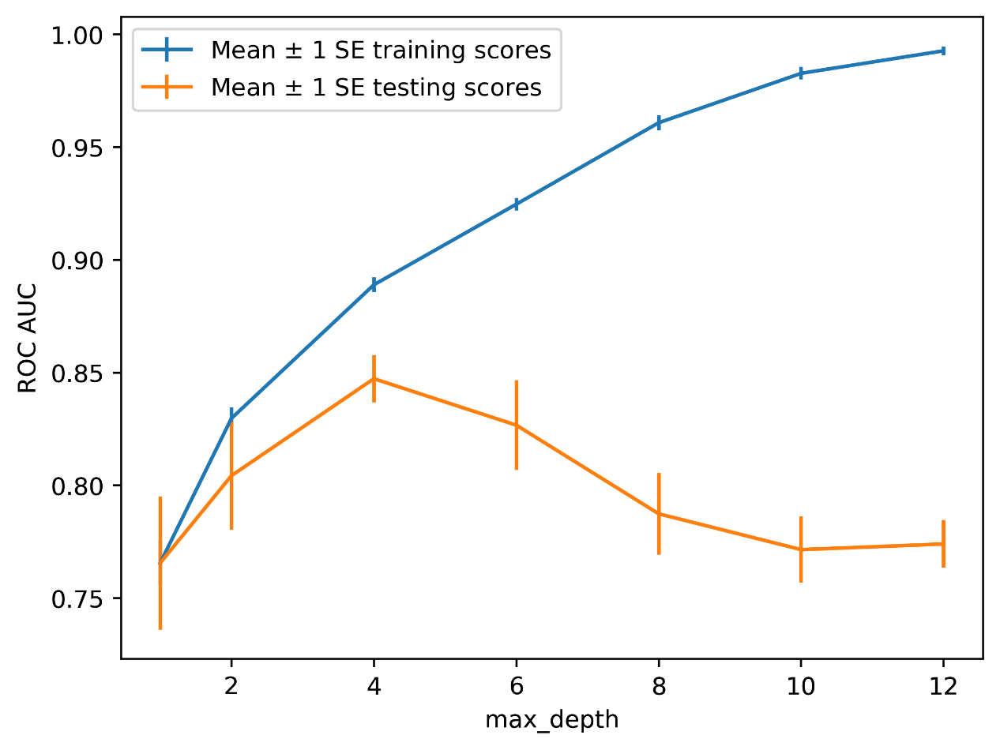 Mean ± 1 SE training scores
Mean ± 1 SE testing scores
1.00
0.95
0.90
0.85
0.80
0.75
ROC AUC
2 4 6 8 10 12
max_depth